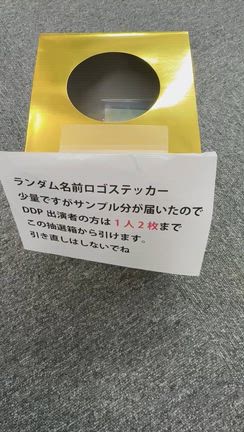 ランダム名前ロゴステッカー
少量ですがサンプル分が届いたので
DDP 出演者の方は１人２枚まで
この抽選箱から引けます。
引き直しはしないでね